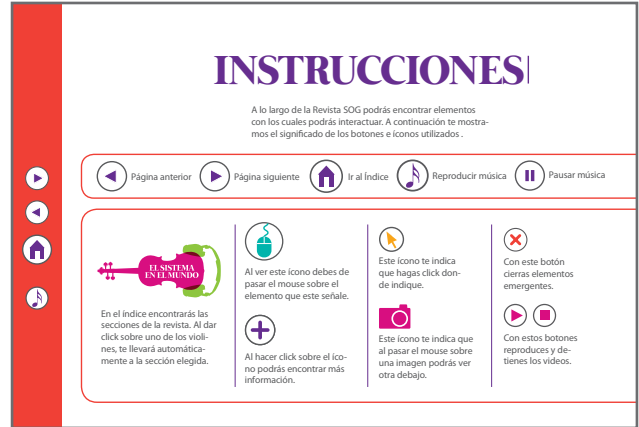 INSTRUCCIONES
A lo largo de la Revista SOG podrás encontrar elementos
con los cuales podrás interactuar. A continuación te mostra-
mos el significado de los botones e íconos utilizados .
Página anterior
Página siguiente
Ir al Índice
Reproducir música
Pausar música
EL SISTEMA
EN EL MUNDO
En el índice encontrarás las
secciones de la revista. Al dar
click sobre uno de los violi-
nes, te llevará automática-
mente a la sección elegida.
Al ver este ícono debes de
pasar el mouse sobre el
elemento que este señale.
Al hacer click sobre el íco-
no podrás encontrar más
información.
Este ícono te indica
que hagas click don-
de indique.
Este ícono te indica que
al pasar el mouse sobre
una imagen podrás ver
otra debajo.
Con este botón
cierras elementos
emergentes.
Con estos botones
reproduces y de-
tienes los videos.